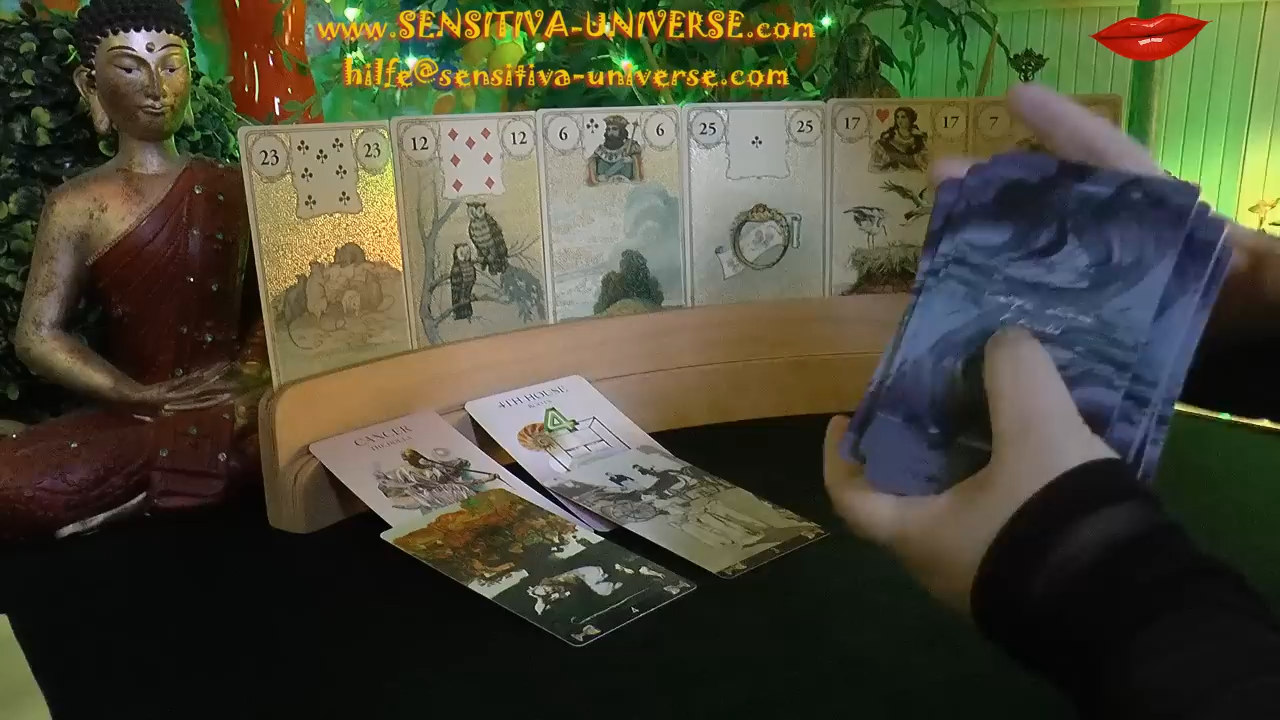 www.SENSITIVA-UNIVERSE.com
hilfe@sensitiva-universe.com
23 23
12 12
6 6
25 25
17 17
7
4TH HOUSE
4
CANCER
4